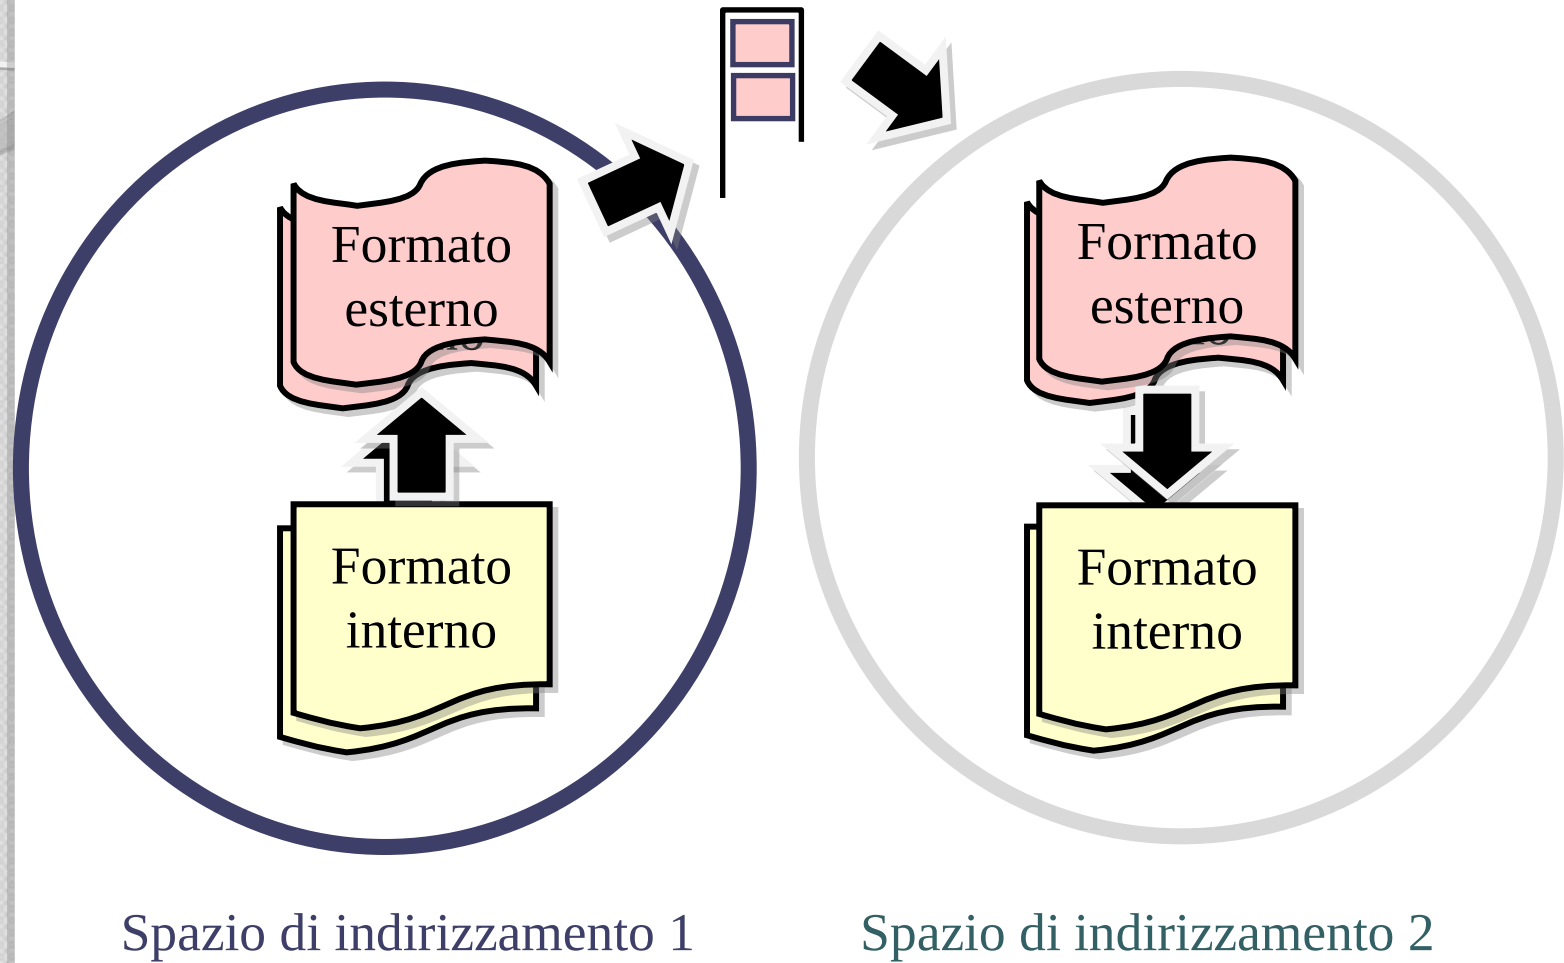 Formato
esterno
Formato
interno
Formato
esterno
Formato
interno
Spazio di indirizzamento 1
Spazio di indirizzamento 2